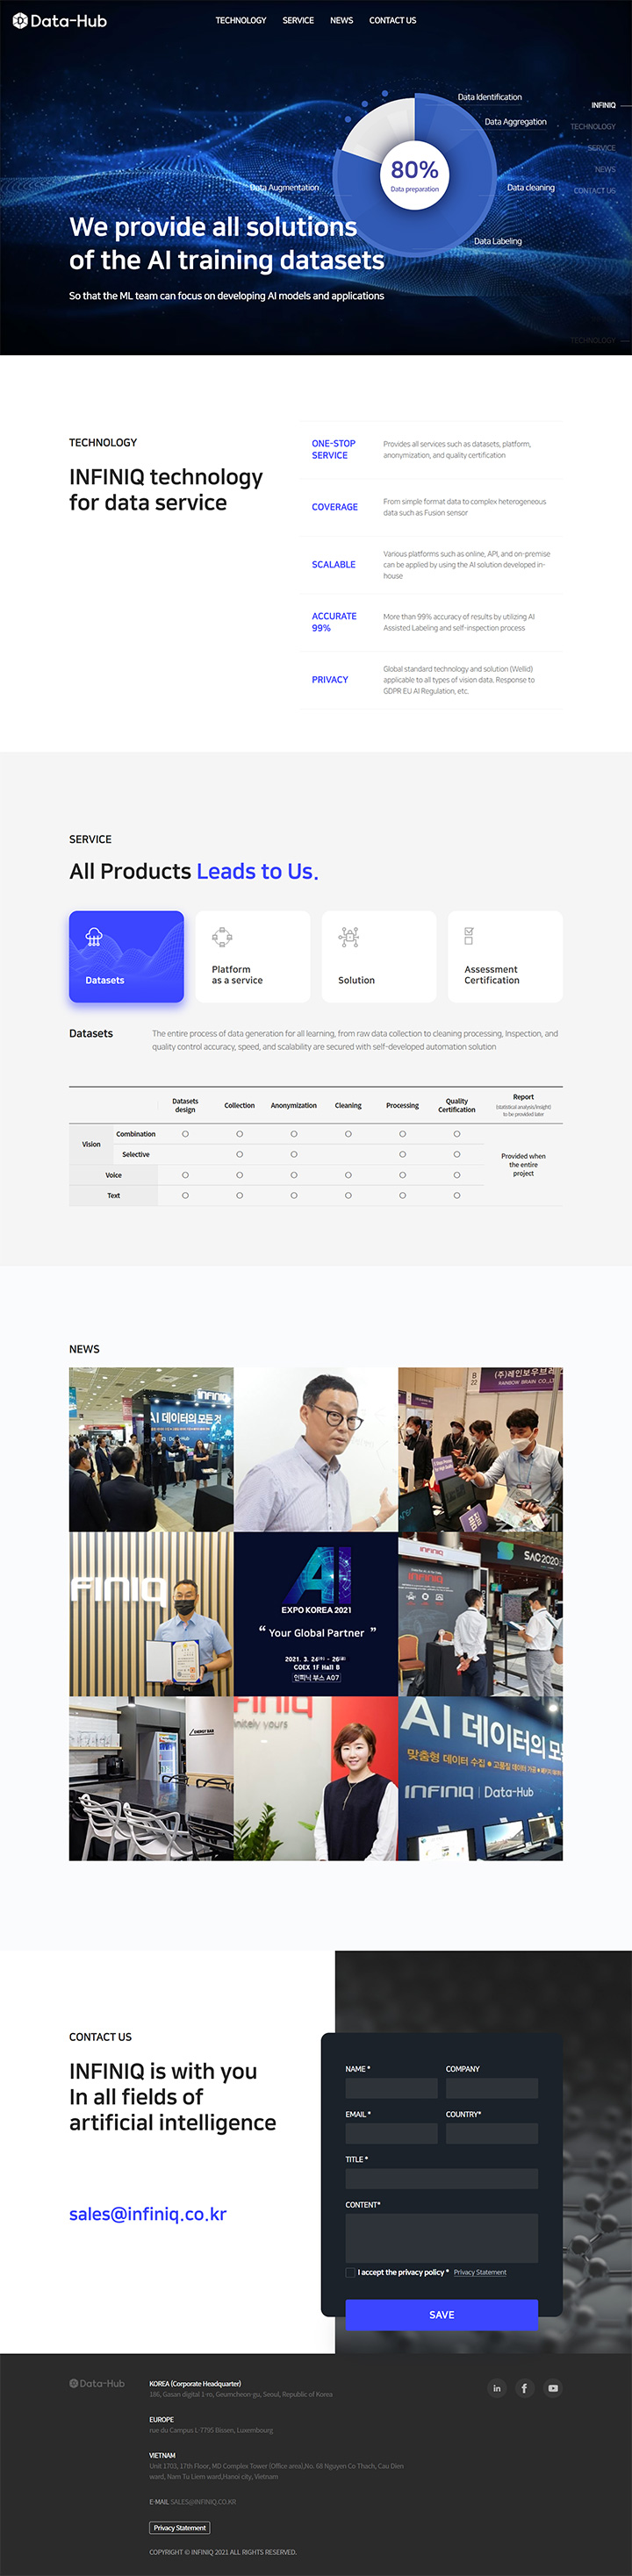 Data-Hub
TECHNOLOGY SERVICE NEWS CONTACT US
Data Identification
INFINIQ
Data Aggregation
TECHNOLOGY
SERVICE
80%
NEWS
Data Augmentation
Data preparation
Data cleaning
CONTACT US
We provide all solutions
of the AI training datasets
Data Labeling
So that the ML team can focus on developing AI models and applications
TECHNOLOGY
TECHNOLOGY
INFINIQ technology
for data service
ONE-STOP
SERVICE
Provides all services such as datasets, platform,
anonymization, and quality certification
COVERAGE
From simple format data to complex heterogeneous
data such as Fusion sensor
SCALABLE
Various platforms such as online, API, and on-premise
can be applied by using the AI solution developed in-
house
ACCURATE
99%
More than 99% accuracy of results by utilizing AI
Assisted Labeling and self-inspection process
PRIVACY
Global standard technology and solution (Wellid)
applicable to all types of vision data. Response to
GDPR EU AI Regulation, etc.
SERVICE
All Products Leads to Us.
Datasets
Platform
as a service
Solution
Assessment
Certification
Datasets
The entire process of data generation for all learning, from raw data collection to cleaning processing, Inspection, and
quality control accuracy, speed, and scalability are secured with self-developed automation solution
Datasets
design
Collection
Anonymization
Cleaning
Processing
Quality
Certification
Report
(statistical analysis/insight)
to be provided later
Vision
Combination
Selective
Voice
Text
Provided when
the entire
project
NEWS
INFINIQ
AI 데이터의 모든 것
INFINIQ | Data-Hub
B
22
(주)레인보우브레
RAINBOW BRAIN CO.,LT
FINIQ
AI
EXPO KOREA 2021
“ Your Global Partner ”
2021. 3. 24(수) - 26(금)
COEX 1F Hall B
인피닉 부스 A07
INFINIQ
SAC2020
ENERGY BAR
FINIQ
initely yours
AI 데이터의 모든
맞춤형 데이터 수집 • 고품질 데이터 가공
INFINIQ | Data-Hub
CONTACT US
INFINIQ is with you
In all fields of
artificial intelligence
sales@infiniq.co.kr
NAME *
COMPANY
EMAIL *
COUNTRY*
TITLE *
CONTENT*
I accept the privacy policy * Privacy Statement
SAVE
Data-Hub
KOREA (Corporate Headquarter)
186, Gasan digital 1-ro, Geumcheon-gu, Seoul, Republic of Korea
EUROPE
rue du Campus L-7795 Bissen, Luxembourg
VIETNAM
Unit 1703, 17th Floor, MD Complex Tower (Office area),No. 68 Nguyen Co Thach, Cau Dien
ward, Nam Tu Liem ward,Hanoi city, Vietnam
E-MAIL SALES@INFINIQ.CO.KR
Privacy Statement
COPYRIGHT © INFINIQ 2021 ALL RIGHTS RESERVED.